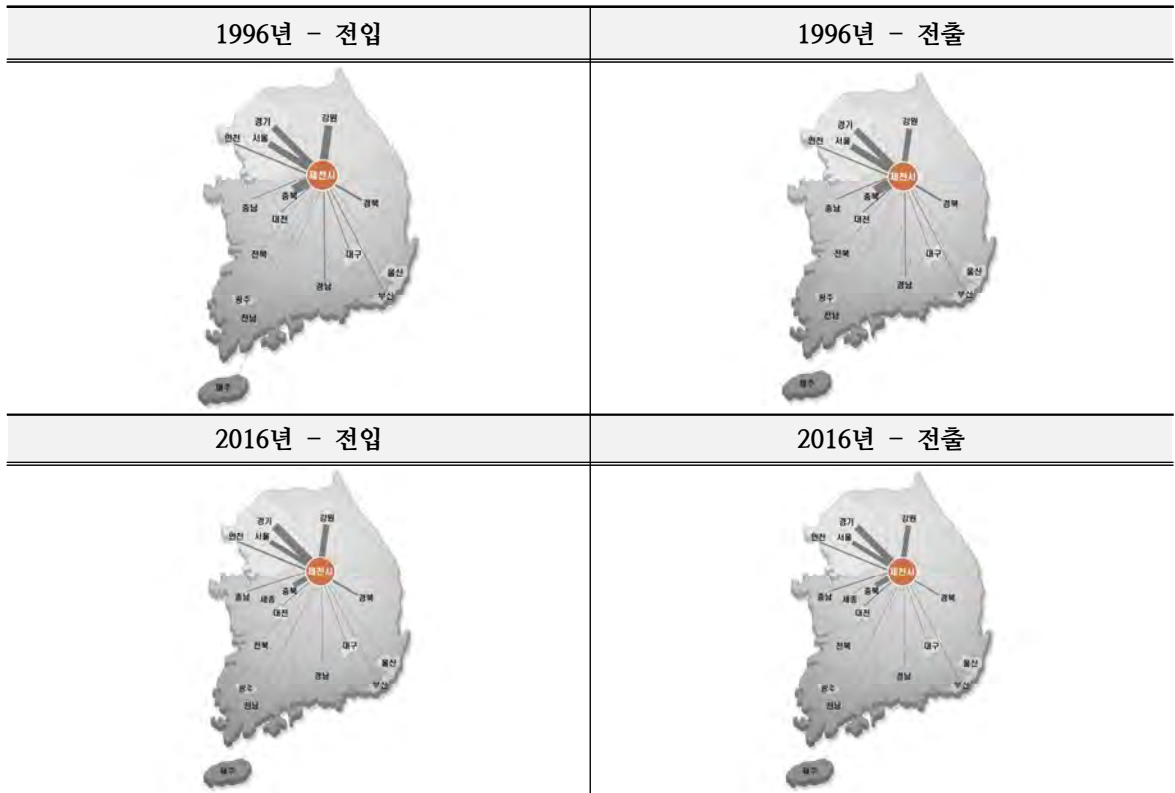 1996년 - 전입
1996년 - 전출
경기
강원
인천
서울
제천시
충북
충남
대전
경북
전북
대구
울산
경남
부산
광주
전남
제주
경기
강원
인천
서울
제천시
충북
충남
대전
경북
전북
대구
울산
경남
부산
광주
전남
제주
2016년 - 전입
2016년 - 전출
경기
강원
인천
서울
제천시
충북
충남
세종
대전
경북
전북
대구
울산
경남
부산
광주
전남
제주
경기
강원
인천
서울
제천시
충북
충남
세종
대전
경북
전북
대구
울산
경남
부산
광주
전남
제주